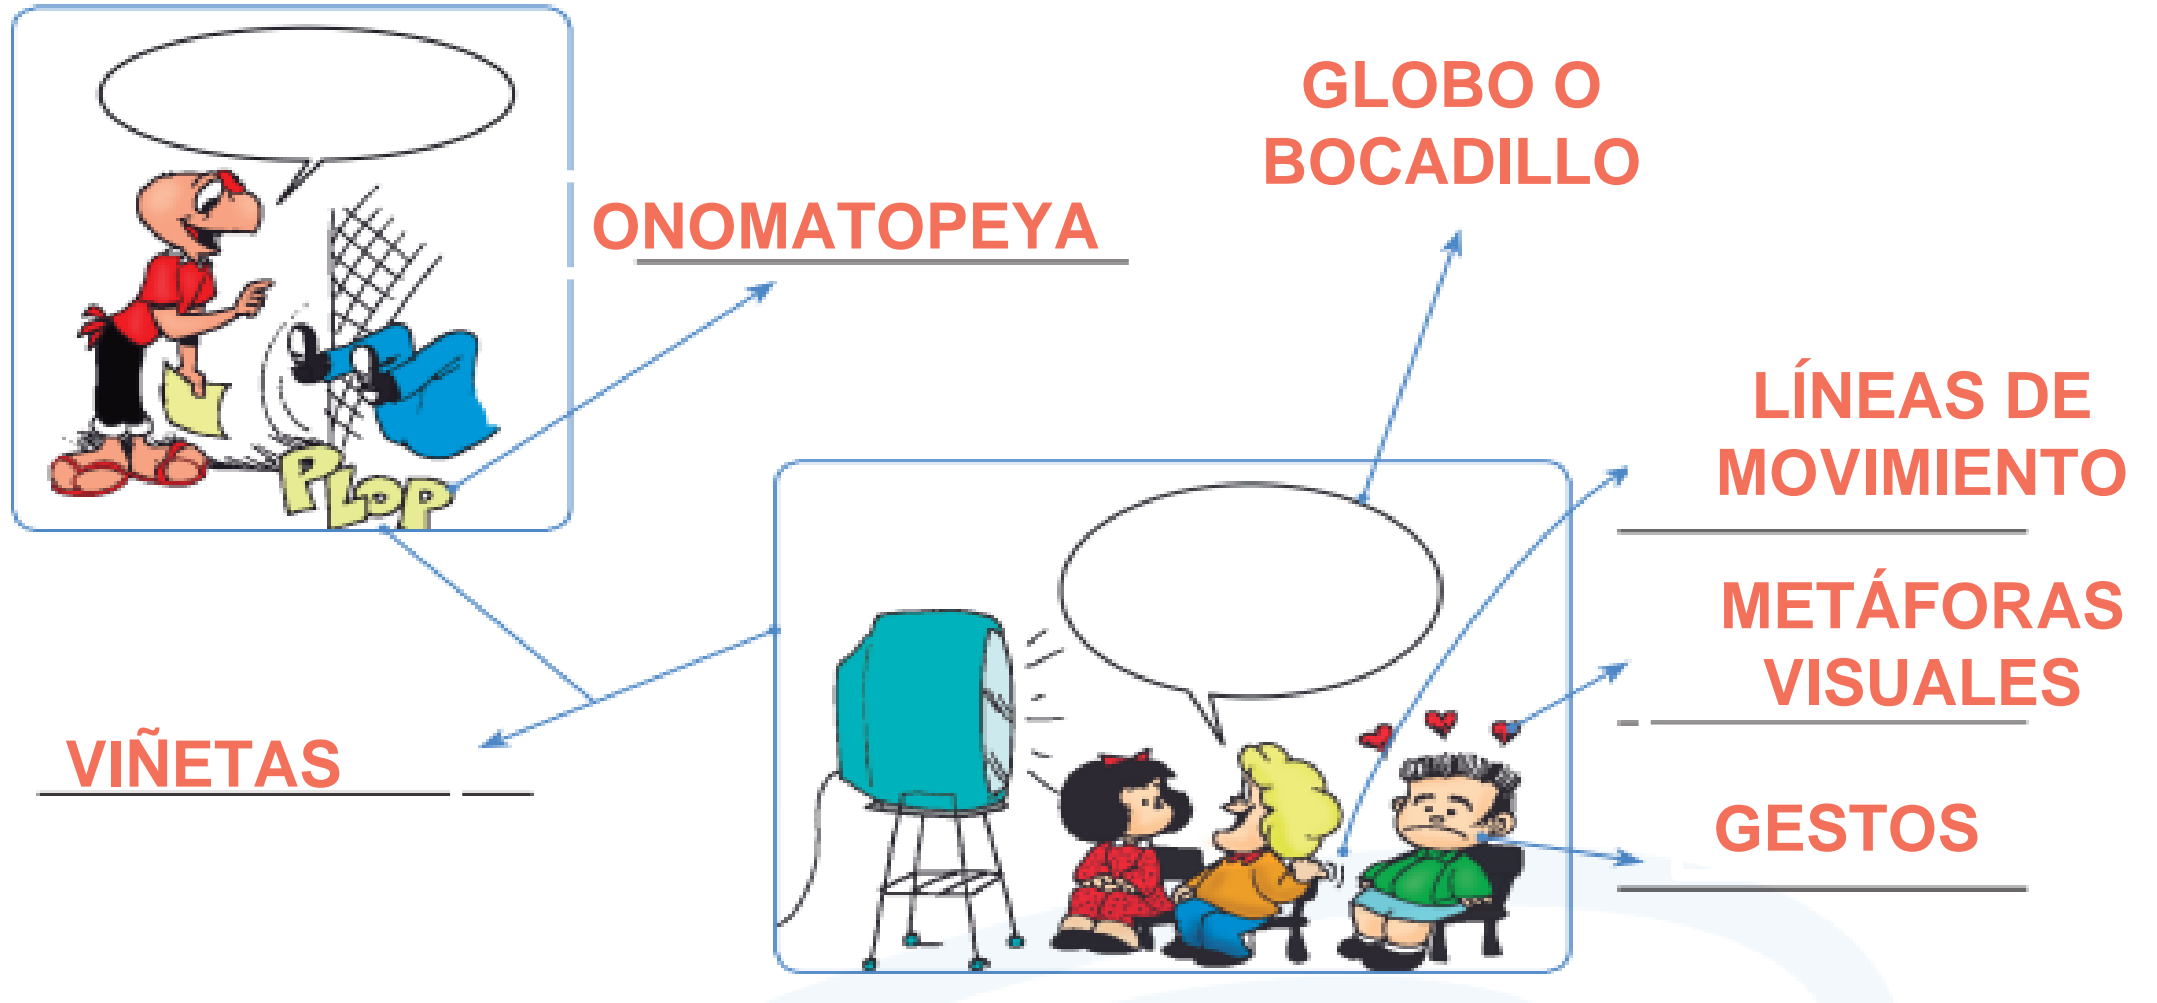 GLOBO O
BOCADILLO
ONOMATOPEYA
LÍNEAS DE
MOVIMIENTO
PLOP
METÁFORAS
VISUALES
VIÑETAS
GESTOS